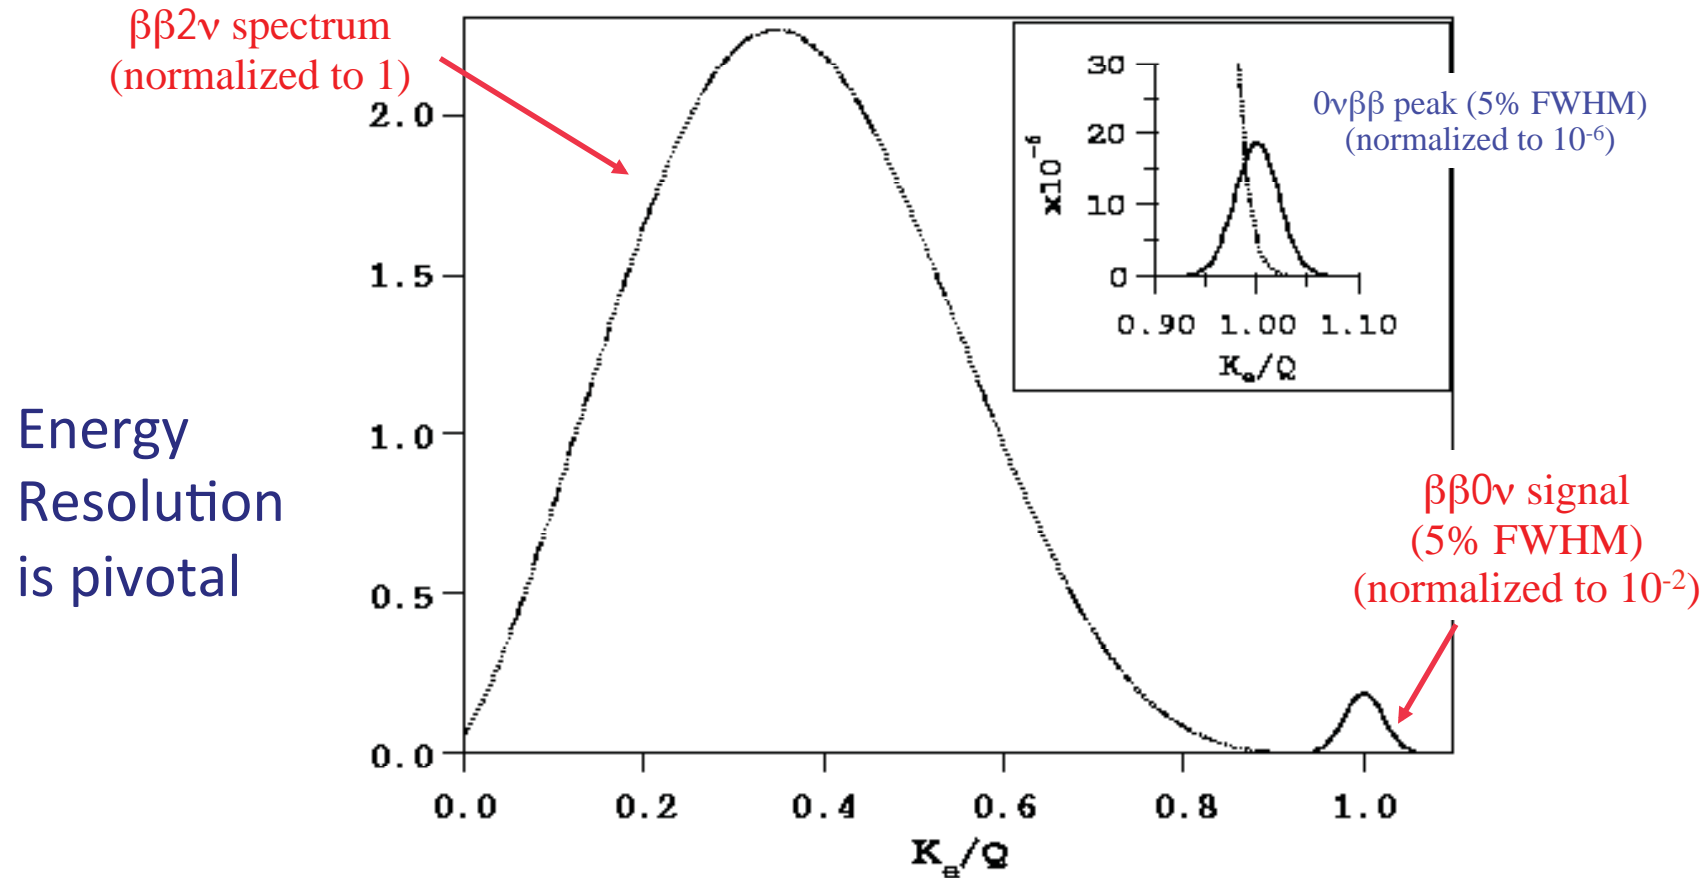 ββ2ν spectrum
(normalized to 1)
2.0
1.5
1.0
0.5
0.0
0.0 0.2 0.4 0.6 0.8 1.0
Kₑ/Q
30
20
10
0
x10⁻⁶
0.90 1.00 1.10
Kₑ/Q
0νββ peak (5% FWHM)
(normalized to 10⁻⁶)
Energy
Resolution
is pivotal
ββ0ν signal
(5% FWHM)
(normalized to 10⁻²)